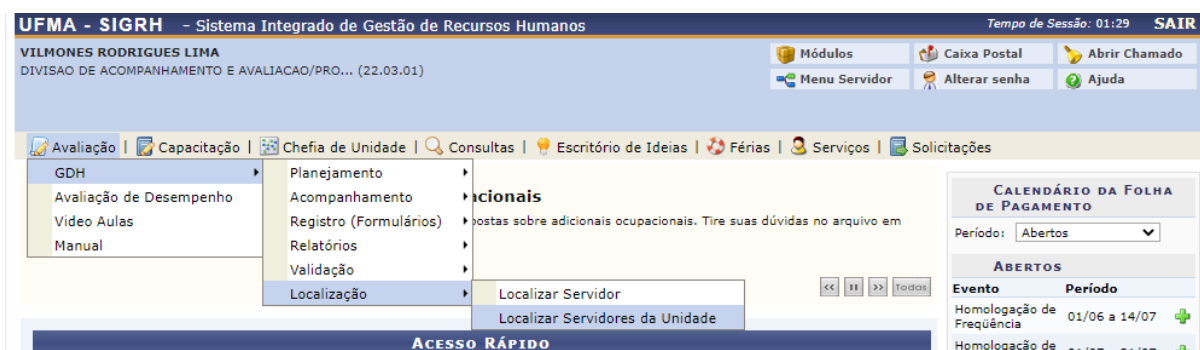 UFMA - SIGRH - Sistema Integrado de Gestão de Recursos Humanos
Tempo de Sessão: 01:29 SAIR
VILMONES RODRIGUES LIMA
DIVISAO DE ACOMPANHAMENTO E AVALIACAO/PRO... (22.03.01)
Módulos Caixa Postal Abrir Chamado
Menu Servidor Alterar senha Ajuda
Avaliação | Capacitação | Chefia de Unidade | Consultas | Escritório de Ideias | Férias | Serviços | Solicitações
GDH
Avaliação de Desempenho
Video Aulas
Manual
Planejamento
Acompanhamento
Registro (Formulários)
Relatórios
Validação
Localização
Localizar Servidor
Localizar Servidores da Unidade
cionais
postas sobre adicionais ocupacionais. Tire suas dúvidas no arquivo em
<< II >> Todas
ACESSO RÁPIDO
CALENDÁRIO DA FOLHA
DE PAGAMENTO
Período: Abertos
ABERTOS
Evento Período
Homologação de
Freqüência 01/06 a 14/07
Homologação de